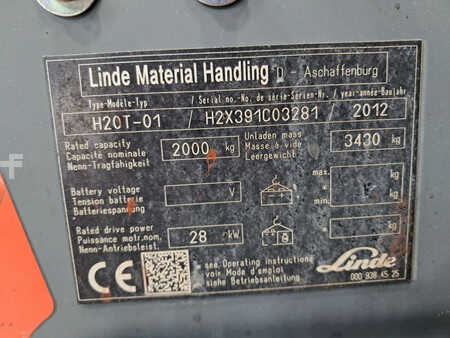 Linde Material Handling D - Aschaffenburg
Type-Modèle-Typ / Serial no.-No. de série-Serien-Nr. / year-année-Baujahr
H20T-01 / H2X391C03281 / 2012
Rated capacity
Capacité nominale
Nenn-Tragfähigkeit
2000 kg
Unladen mass
Masse à vide
Leergewicht
3430 kg
Battery voltage
Tension batterie
Batteriespannung
V
max. kg
min. kg
Rated drive power
Puissance motr.nom.
Nenn-Antriebsleist.
28 kW
kg
CE
see. Operating instructions
voir Mode d'emploi
siehe Betriebsanleitung
Linde
000 938 45 25